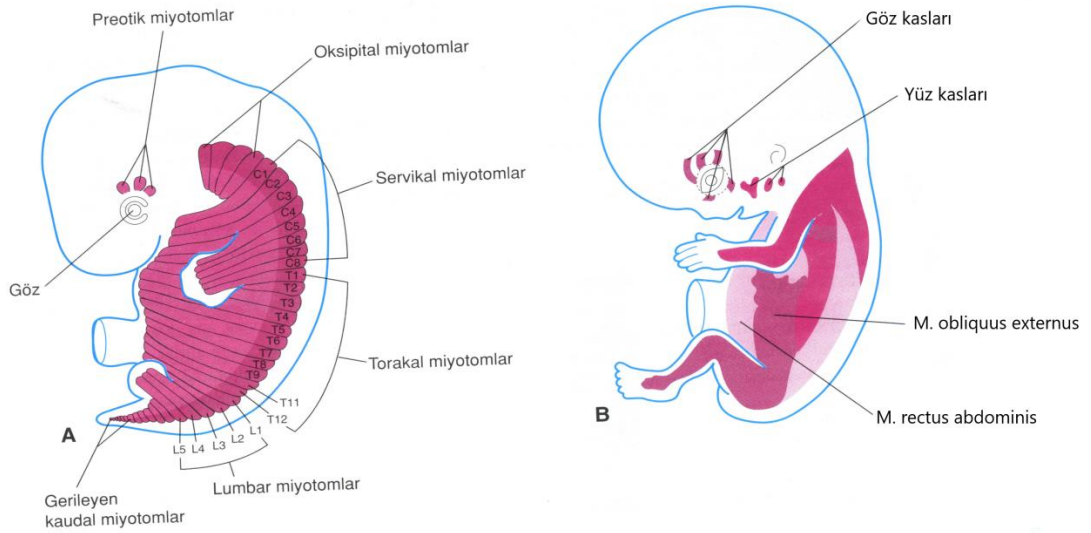 Preotik miyotomlar
Oksipital miyotomlar
C1
C2
C3
C4
C5
C6
C7
C8
T1
T2
T3
T4
T5
T6
T7
T8
T9
T11
T12
L1
L2
L3
L4
L5
Servikal miyotomlar
Torakal miyotomlar
Lumbar miyotomlar
Göz
A
Gerileyen
kaudal miyotomlar
Göz kasları
Yüz kasları
M. obliquus externus
M. rectus abdominis
B